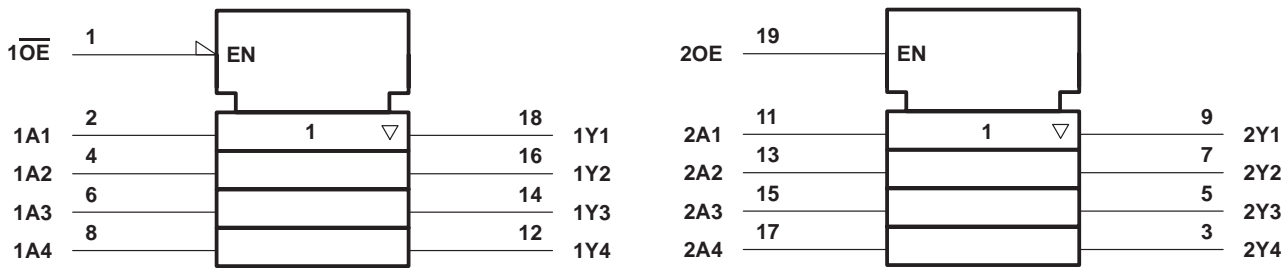 1O̅E̅ 1 EN
1A1 2 1 18 1Y1
1A2 4 16 1Y2
1A3 6 14 1Y3
1A4 8 12 1Y4
2OE 19 EN
2A1 11 1 9 2Y1
2A2 13 7 2Y2
2A3 15 5 2Y3
2A4 17 3 2Y4